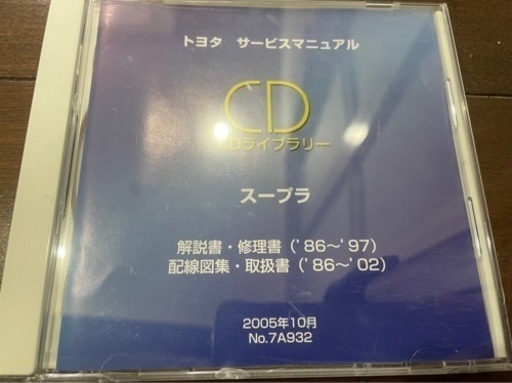 トヨタ サービスマニュアル
CD
CDライブラリー
スープラ
解説書・修理書('86〜'97)
配線図集・取扱書('86〜'02)
2005年10月
No.7A932